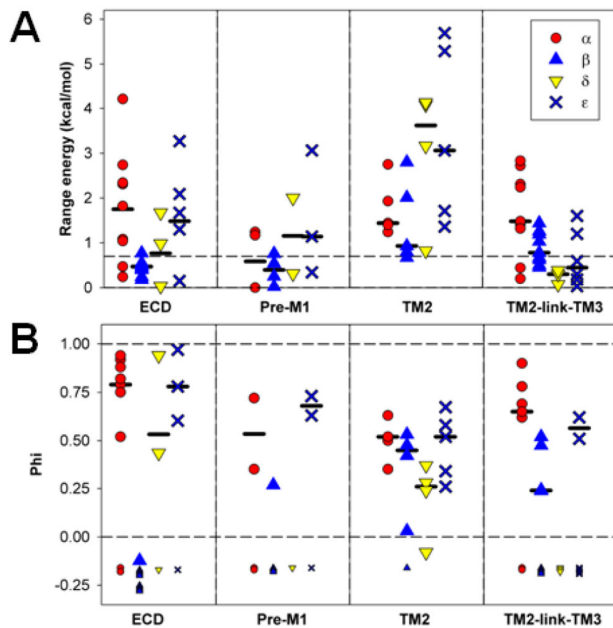 A
Range energy (kcal/mol)
6
5
4
3
2
1
0
α
β
δ
ε
ECD Pre-M1 TM2 TM2-link-TM3
B
Phi
1.00
0.75
0.50
0.25
0.00
-0.25
ECD Pre-M1 TM2 TM2-link-TM3